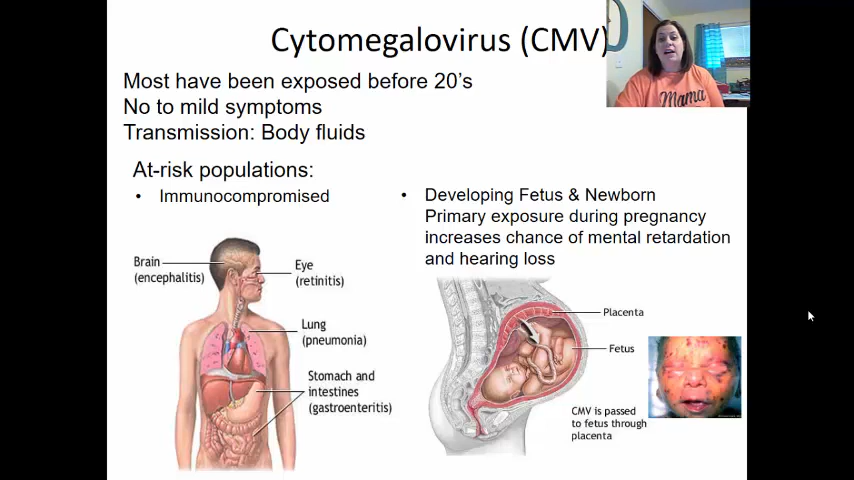 Cytomegalovirus (CMV)
Mama
Most have been exposed before 20's
No to mild symptoms
Transmission: Body fluids
At-risk populations:
• Immunocompromised
• Developing Fetus & Newborn
Primary exposure during pregnancy
increases chance of mental retardation
and hearing loss
Brain
(encephalitis)
Eye
(retinitis)
Lung
(pneumonia)
Stomach and
intestines
(gastroenteritis)
Placenta
Fetus
CMV is passed
to fetus through
placenta